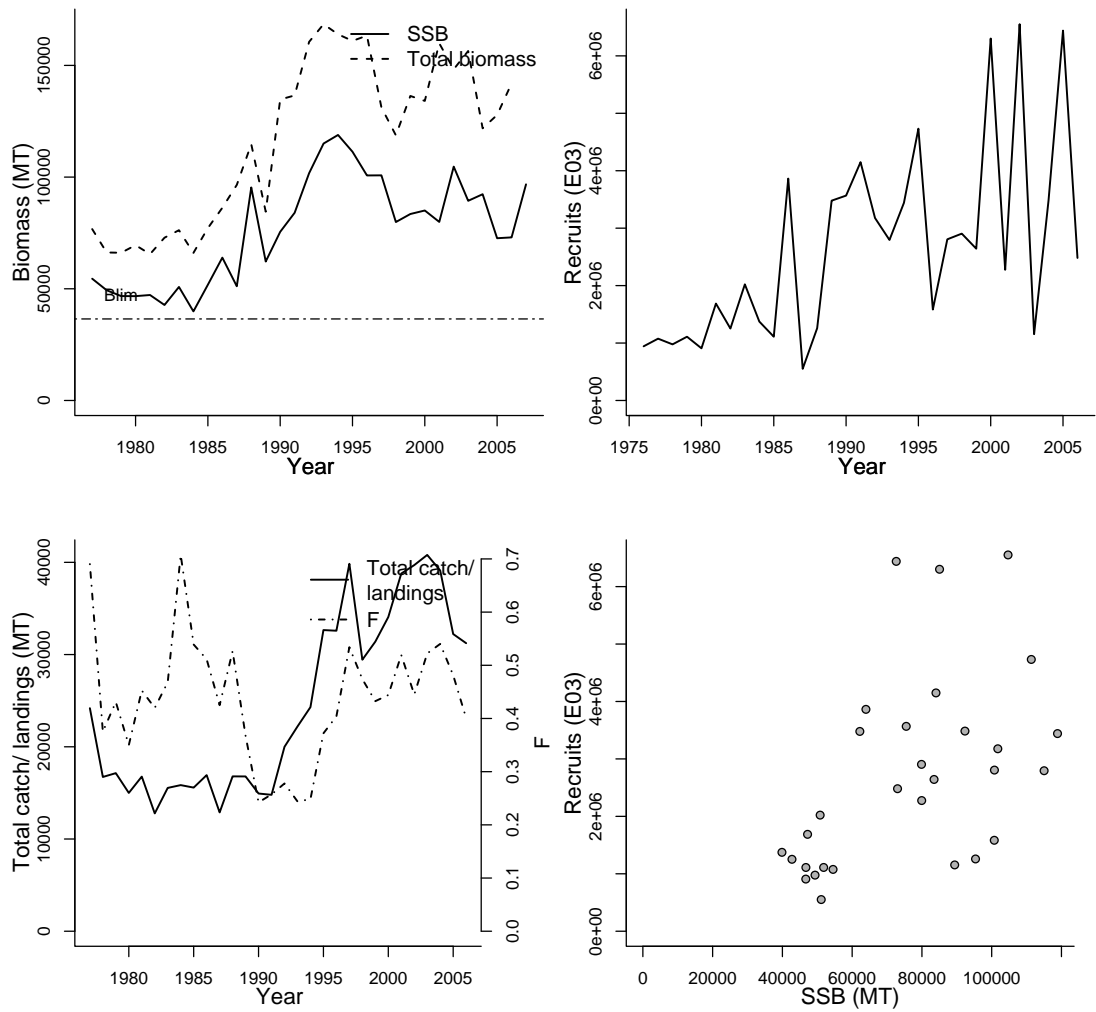 SSB
Total biomass
Biomass (MT)
0
50000
100000
150000
Blim
1980
1985
1990
1995
2000
2005
Year
Recruits (E03)
0e+00
2e+06
4e+06
6e+06
1975
1980
1985
1990
1995
2000
2005
Year
Total catch/
landings
F
Total catch/ landings (MT)
0
10000
20000
30000
40000
0.0
0.1
0.2
0.3
0.4
0.5
0.6
0.7
F
1980
1985
1990
1995
2000
2005
Year
Recruits (E03)
0e+00
2e+06
4e+06
6e+06
0
20000
40000
60000
80000
100000
SSB (MT)